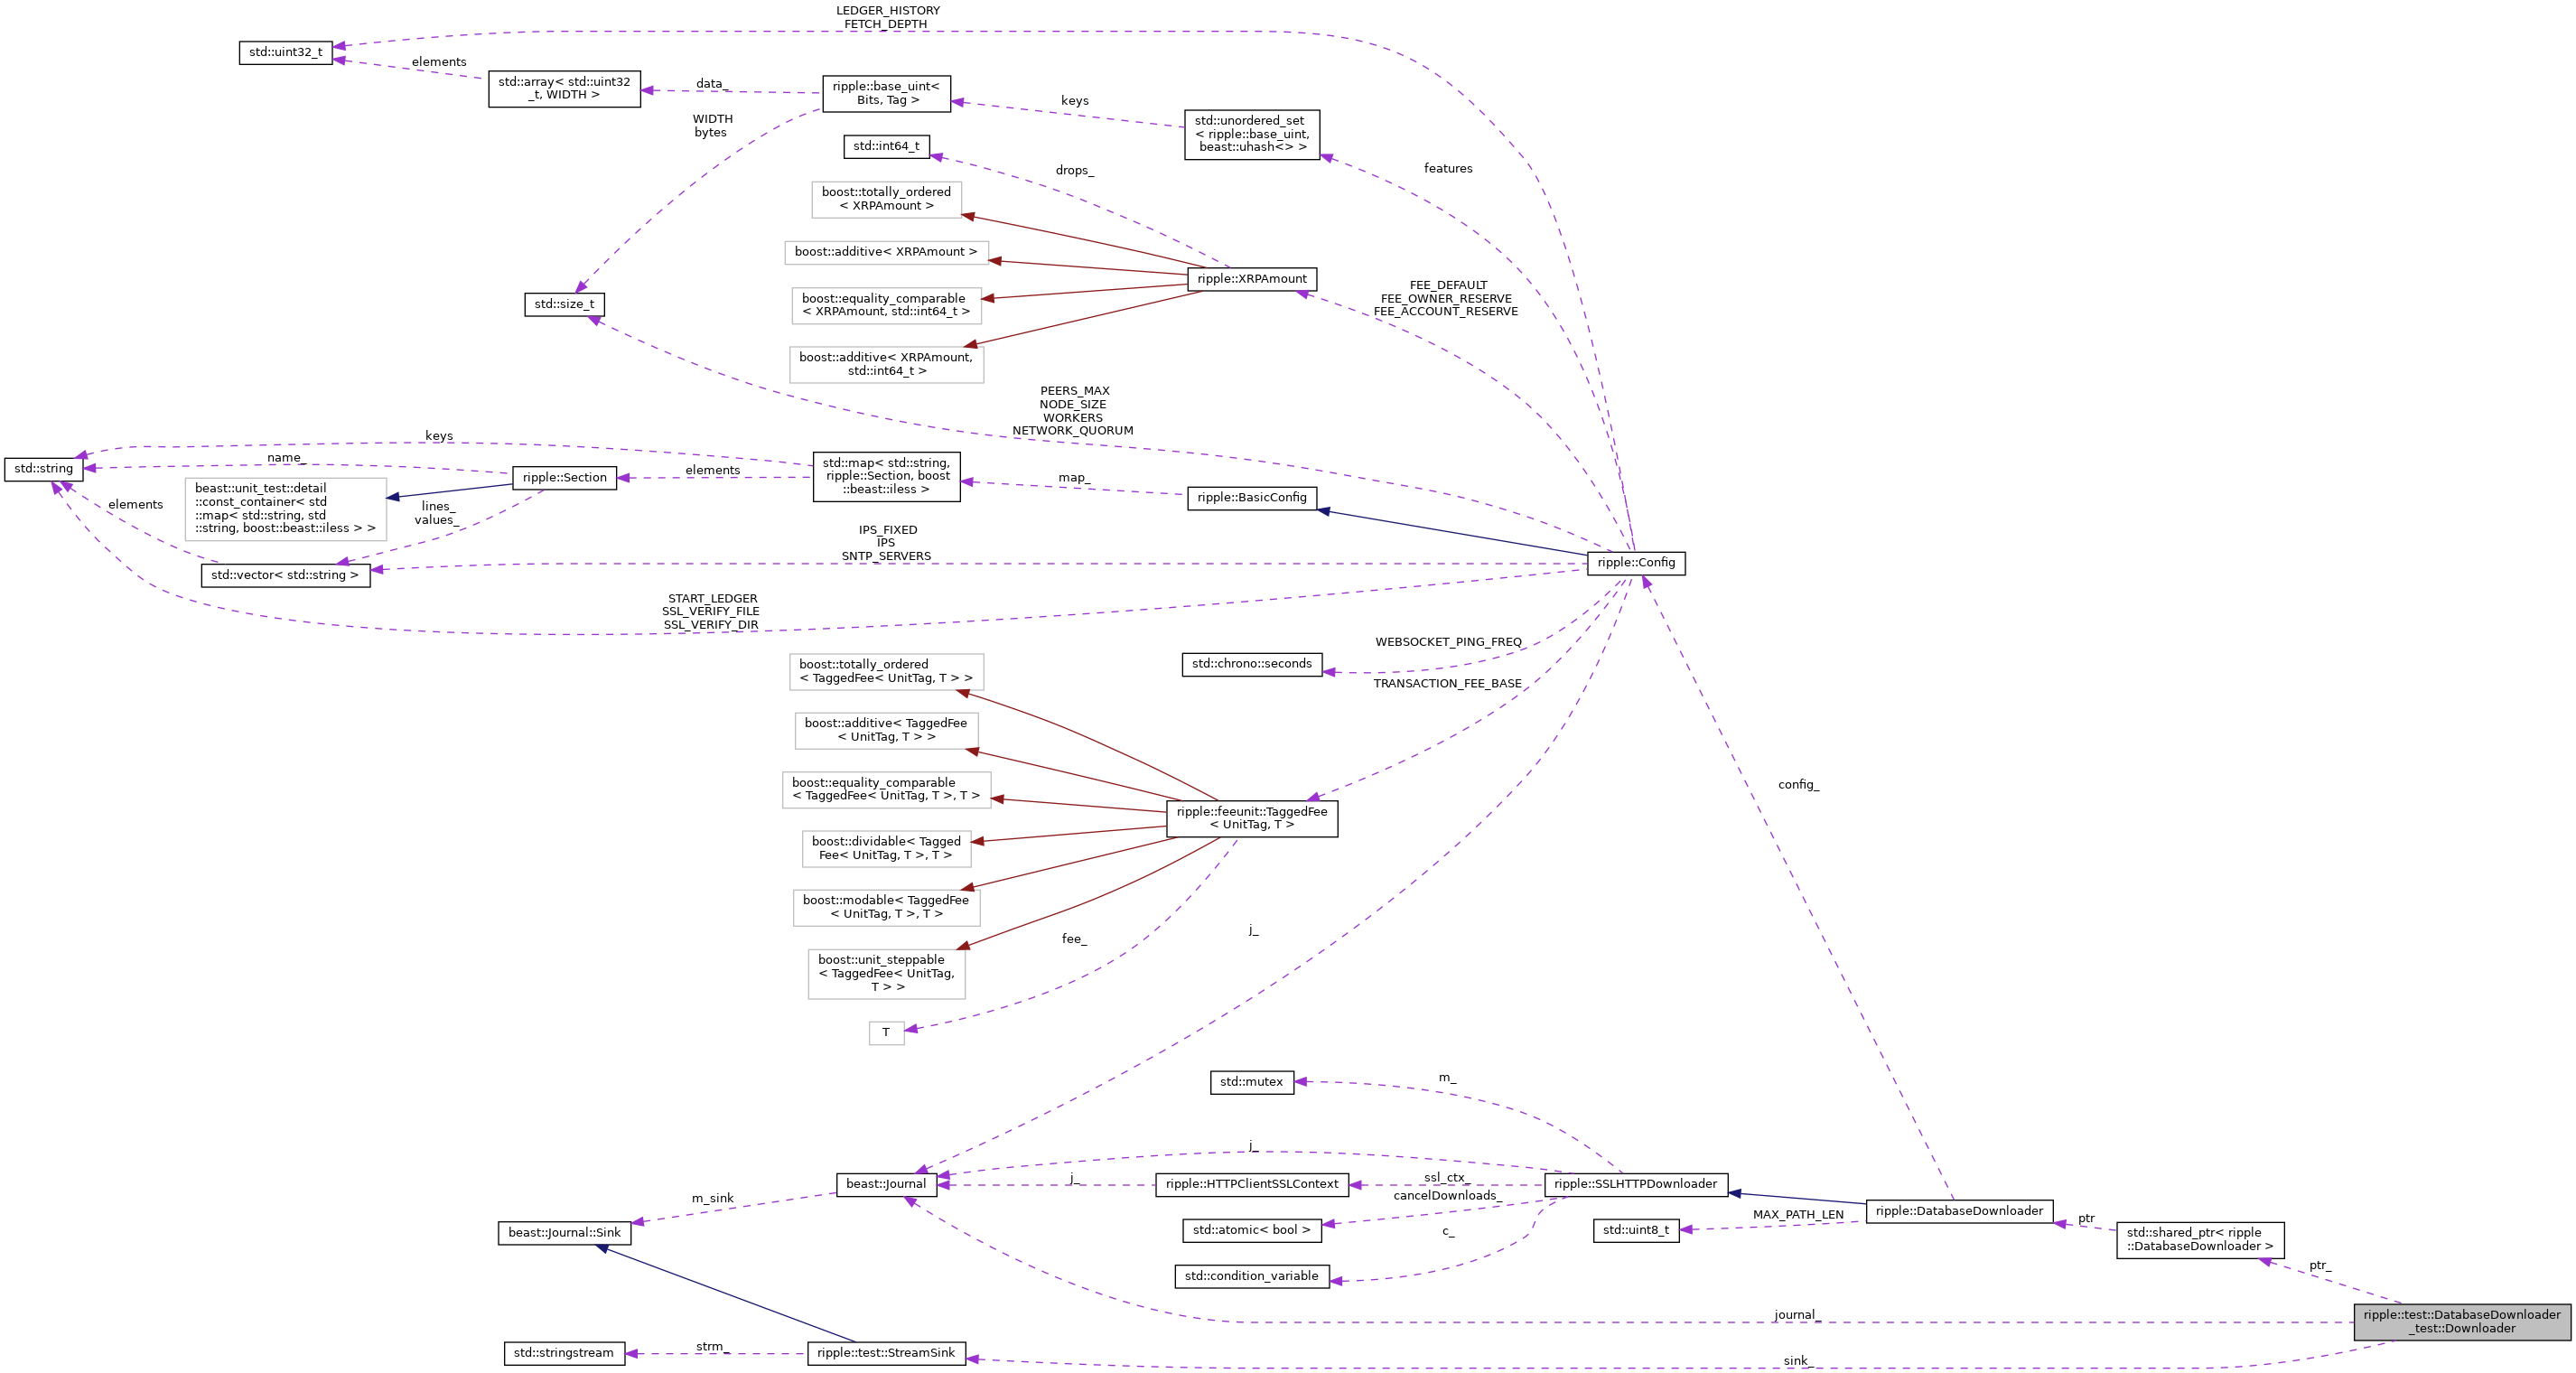 LEDGER_HISTORY
FETCH_DEPTH
std::uint32_t
elements
std::array< std::uint32
_t, WIDTH >
data_
ripple::base_uint<
Bits, Tag >
keys
std::unordered_set
< ripple::base_uint,
beast::uhash<> >
WIDTH
bytes
std::int64_t
drops_
features
boost::totally_ordered
< XRPAmount >
boost::additive< XRPAmount >
ripple::XRPAmount
boost::equality_comparable
< XRPAmount, std::int64_t >
FEE_DEFAULT
FEE_OWNER_RESERVE
FEE_ACCOUNT_RESERVE
std::size_t
boost::additive< XRPAmount,
std::int64_t >
PEERS_MAX
NODE_SIZE
WORKERS
NETWORK_QUORUM
keys
std::string
name_
ripple::Section
elements
std::map< std::string,
ripple::Section, boost
::beast::iless >
map_
ripple::BasicConfig
beast::unit_test::detail
::const_container< std
::map< std::string, std
::string, boost::beast::iless > >
elements
lines_
values_
IPS_FIXED
IPS
SNTP_SERVERS
ripple::Config
std::vector< std::string >
START_LEDGER
SSL_VERIFY_FILE
SSL_VERIFY_DIR
WEBSOCKET_PING_FREQ
std::chrono::seconds
TRANSACTION_FEE_BASE
boost::totally_ordered
< TaggedFee< UnitTag, T > >
boost::additive< TaggedFee
< UnitTag, T > >
boost::equality_comparable
< TaggedFee< UnitTag, T >, T >
config_
ripple::feeunit::TaggedFee
< UnitTag, T >
boost::dividable< Tagged
Fee< UnitTag, T >, T >
boost::modable< TaggedFee
< UnitTag, T >, T >
fee_
j_
boost::unit_steppable
< TaggedFee< UnitTag,
T > >
T
std::mutex
m_
j_
beast::Journal
j_
ripple::HTTPClientSSLContext
ssl_ctx_
ripple::SSLHTTPDownloader
cancelDownloads_
m_sink
beast::Journal::Sink
std::atomic< bool >
c_
std::uint8_t
MAX_PATH_LEN
ripple::DatabaseDownloader
ptr
std::shared_ptr< ripple
::DatabaseDownloader >
std::condition_variable
ptr_
journal_
ripple::test::DatabaseDownloader
_test::Downloader
std::stringstream
strm_
ripple::test::StreamSink
sink_